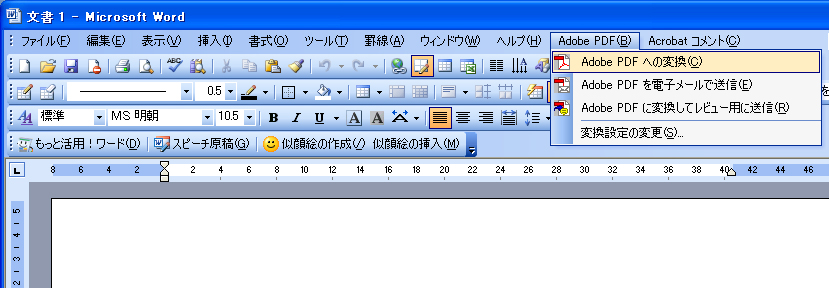 文書 1 - Microsoft Word
ファイル(F) 編集(E) 表示(V) 挿入(I) 書式(O) ツール(T) 罫線(A) ウィンドウ(W) ヘルプ(H) Adobe PDF(B) Acrobat コメント(C)
Adobe PDF への変換(C)
0.5
Adobe PDF を電子メールで送信(E)
標準 MS 明朝 10.5 B I U A A A
Adobe PDF に変換してレビュー用に送信(R)
変換設定の変更(S)...
もっと活用！ワード(D) スピーチ原稿(G) 似顔絵の作成(/) 似顔絵の挿入(M)
L 8 6 4 2 2 4 6 8 10 12 14 16 18 20 22 24 26 28 30 32 34 36 38 40 42 44 46
5
4
3
2